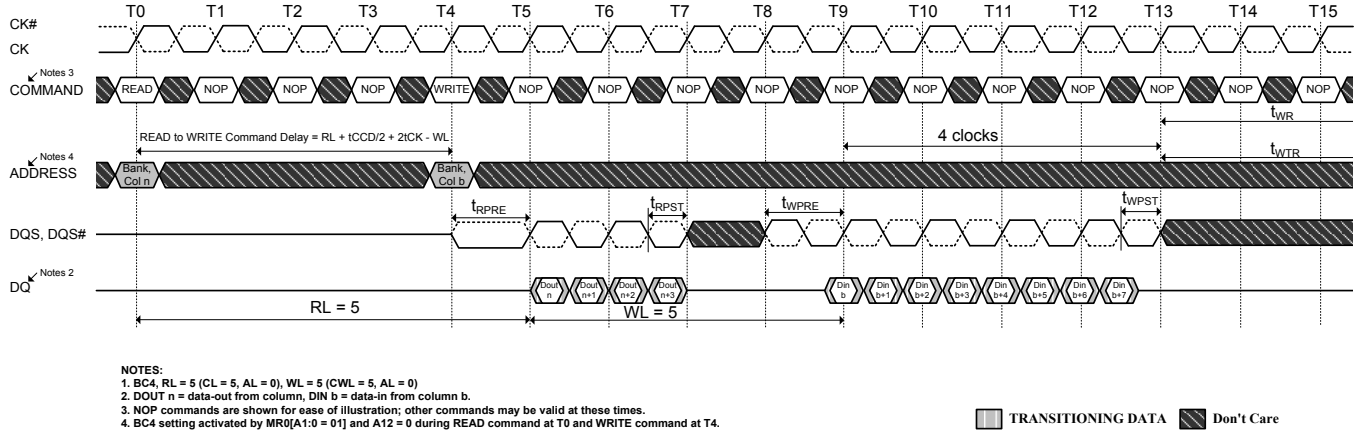 T0 T1 T2 T3 T4 T5 T6 T7 T8 T9 T10 T11 T12 T13 T14 T15
CK#
CK
Notes 3
COMMAND
READ NOP NOP NOP WRITE NOP NOP NOP NOP NOP NOP NOP NOP NOP NOP NOP
tWR
READ to WRITE Command Delay = RL + tCCD/2 + 2tCK - WL
4 clocks
tWTR
Notes 4
ADDRESS
Bank, Col n
Bank, Col b
tRPRE tRPST tWPRE tWPST
DQS, DQS#
Notes 2
DQ
Dout n
Dout n+1
Dout n+2
Dout n+3
Din b
Din b+1
Din b+2
Din b+3
Din b+4
Din b+5
Din b+6
Din b+7
RL = 5
WL = 5
NOTES:
1. BC4, RL = 5 (CL = 5, AL = 0), WL = 5 (CWL = 5, AL = 0)
2. DOUT n = data-out from column, DIN b = data-in from column b.
3. NOP commands are shown for ease of illustration; other commands may be valid at these times.
4. BC4 setting activated by MR0[A1:0 = 01] and A12 = 0 during READ command at T0 and WRITE command at T4.
TRANSITIONING DATA
Don't Care